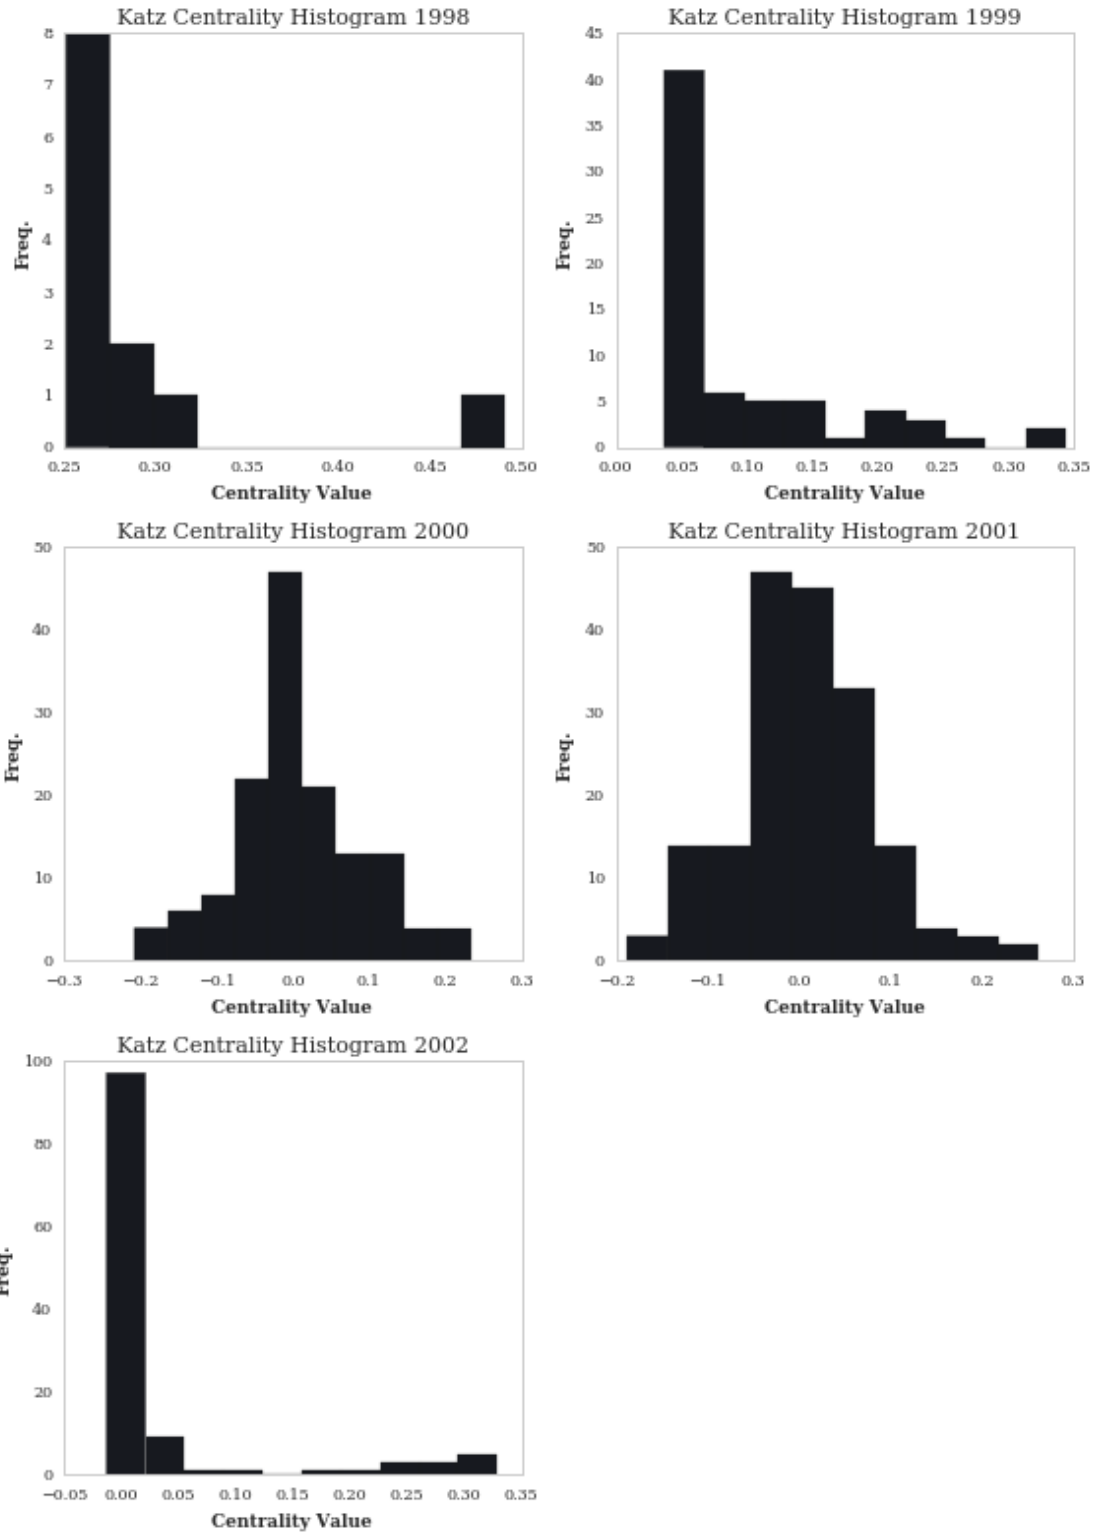 Katz Centrality Histogram 1998
8
7
6
5
4
3
2
1
0
Freq.
0.25 0.30 0.35 0.40 0.45 0.50
Centrality Value
Katz Centrality Histogram 1999
45
40
35
30
25
20
15
10
5
0
Freq.
0.00 0.05 0.10 0.15 0.20 0.25 0.30 0.35
Centrality Value
Katz Centrality Histogram 2000
50
40
30
20
10
0
Freq.
−0.3 −0.2 −0.1 0.0 0.1 0.2 0.3
Centrality Value
Katz Centrality Histogram 2001
50
40
30
20
10
0
Freq.
−0.2 −0.1 0.0 0.1 0.2 0.3
Centrality Value
Katz Centrality Histogram 2002
100
80
60
40
20
0
Freq.
−0.05 0.00 0.05 0.10 0.15 0.20 0.25 0.30 0.35
Centrality Value